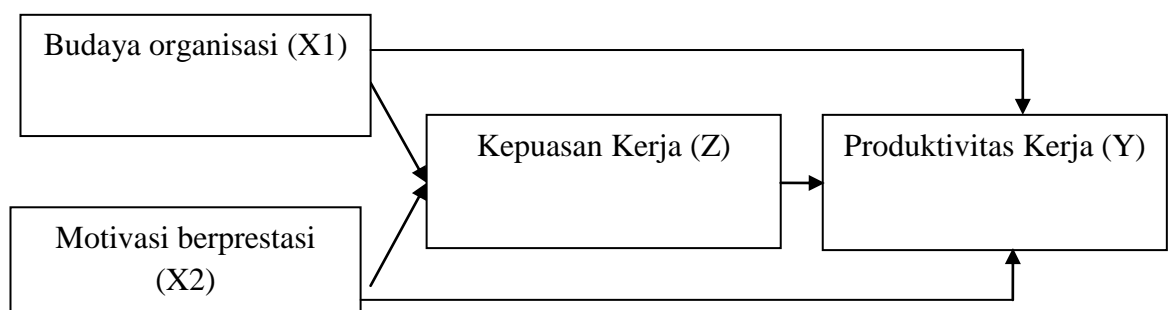 Budaya organisasi (X1)
Kepuasan Kerja (Z)
Produktivitas Kerja (Y)
Motivasi berprestasi
(X2)